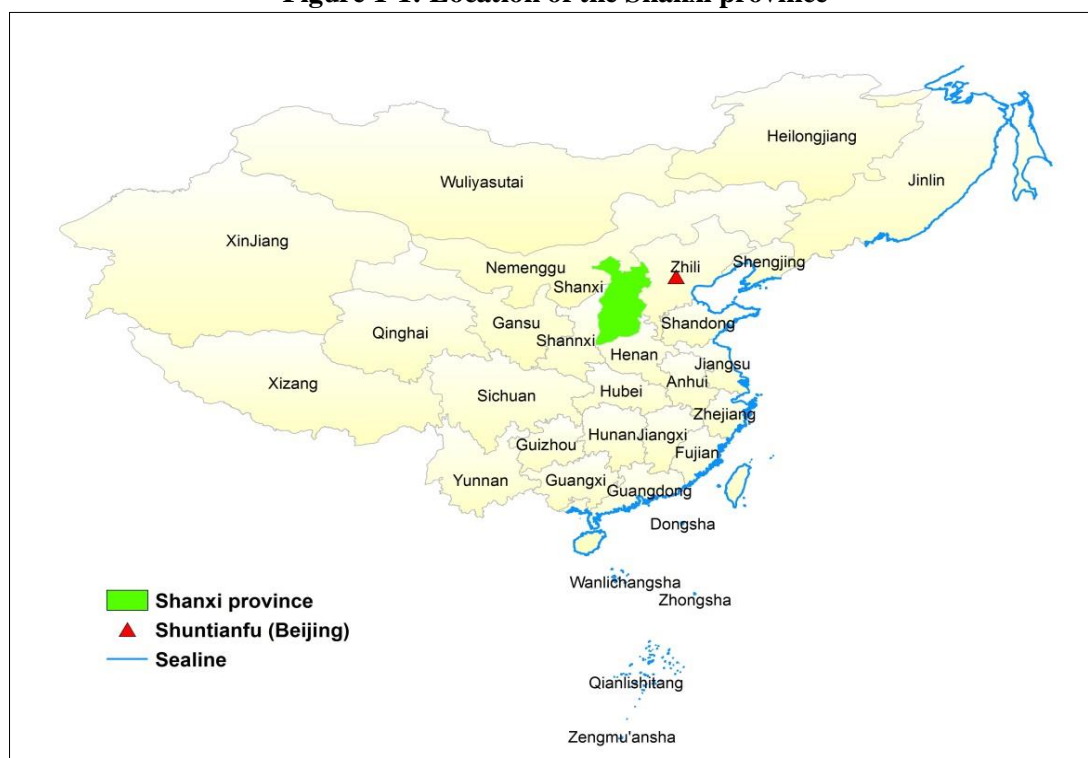 Figure 1-1: Location of the Shanxi province
Heilongjiang
Jinlin
Wuliyasutai
XinJiang
Nemenggu
Zhili
Shengjing
Shanxi
Qinghai
Gansu
Shannxi
Shandong
Henan
Xizang
Sichuan
Hubei
Anhui
Jiangsu
Zhejiang
Guizhou
Hunan
Jiangxi
Fujian
Yunnan
Guangxi
Guangdong
Dongsha
Wanlichangsha
Zhongsha
Shanxi province
Shuntianfu (Beijing)
Sealine
Qianlishitang
Zengmu'ansha